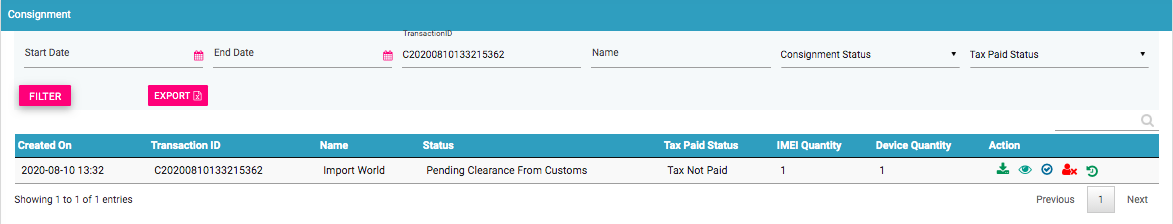 Consignment
TransactionID
Start Date End Date C20200810133215362 Name Consignment Status Tax Paid Status
FILTER EXPORT
Created On Transaction ID Name Status Tax Paid Status IMEI Quantity Device Quantity Action
2020-08-10 13:32 C20200810133215362 Import World Pending Clearance From Customs Tax Not Paid 1 1
Showing 1 to 1 of 1 entries Previous 1 Next